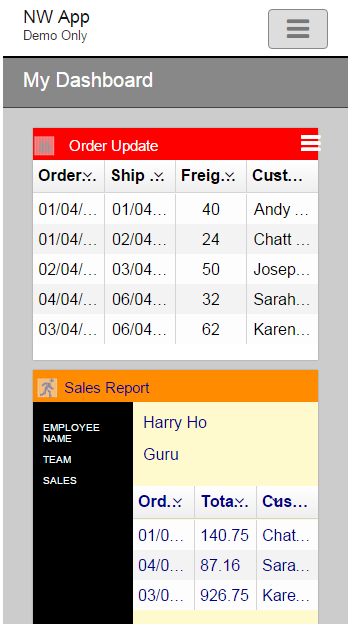 NW App
Demo Only
My Dashboard
Order Update
Order... Ship ... Freig... Cust...
01/04/... 01/04... 40 Andy ...
01/04/... 02/04... 24 Chatt ...
02/04/... 03/04... 50 Josep...
04/04/... 06/04... 32 Sarah...
03/04/... 06/04... 62 Karen...
Sales Report
EMPLOYEE
NAME
TEAM
SALES
Harry Ho
Guru
Ord... Tota... Cus...
01/0... 140.75 Chat...
04/0... 87.16 Sara...
03/0... 926.75 Kare...